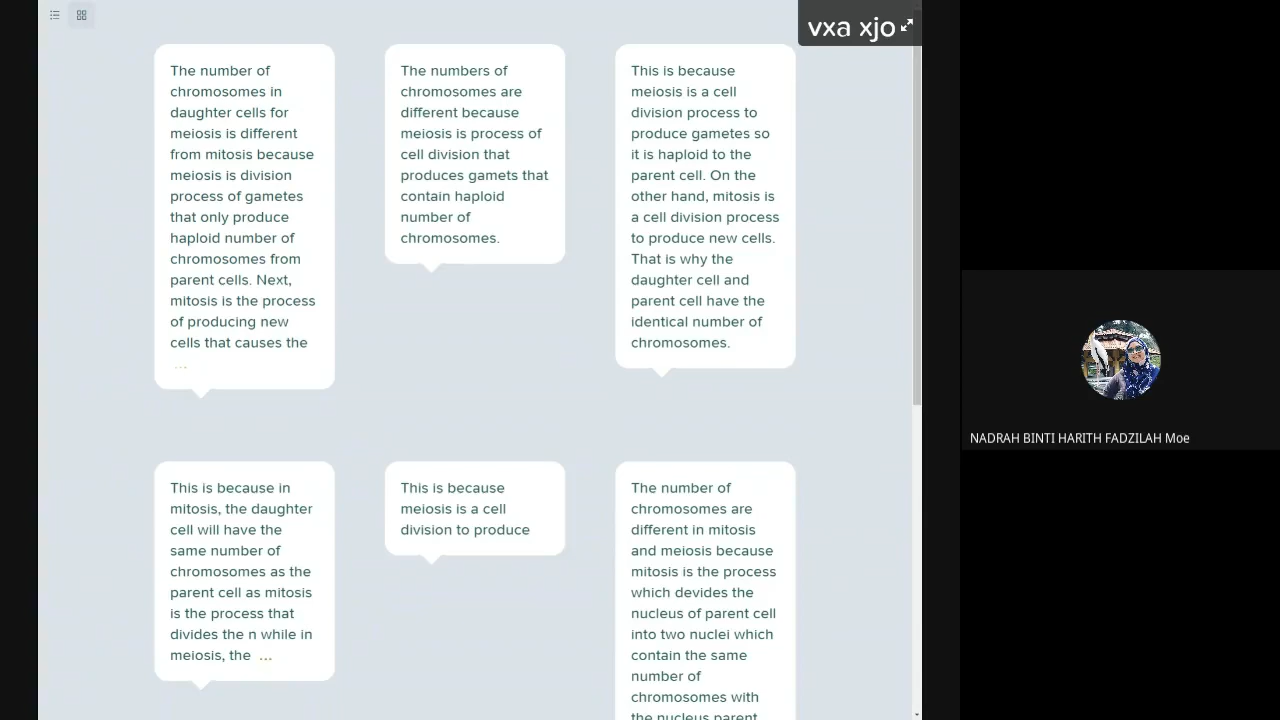 vxa xjo
The number of
chromosomes in
daughter cells for
meiosis is different
from mitosis because
meiosis is division
process of gametes
that only produce
haploid number of
chromosomes from
parent cells. Next,
mitosis is the process
of producing new
cells that causes the
...
The numbers of
chromosomes are
different because
meiosis is process of
cell division that
produces gamets that
contain haploid
number of
chromosomes.
This is because
meiosis is a cell
division process to
produce gametes so
it is haploid to the
parent cell. On the
other hand, mitosis is
a cell division process
to produce new cells.
That is why the
daughter cell and
parent cell have the
identical number of
chromosomes.
This is because in
mitosis, the daughter
cell will have the
same number of
chromosomes as the
parent cell as mitosis
is the process that
divides the n while in
meiosis, the ...
This is because
meiosis is a cell
division to produce
The number of
chromosomes are
different in mitosis
and meiosis because
mitosis is the process
which devides the
nucleus of parent cell
into two nuclei which
contain the same
number of
chromosomes with
the nucleus parent
NADRAH BINTI HARITH FADZILAH Moe